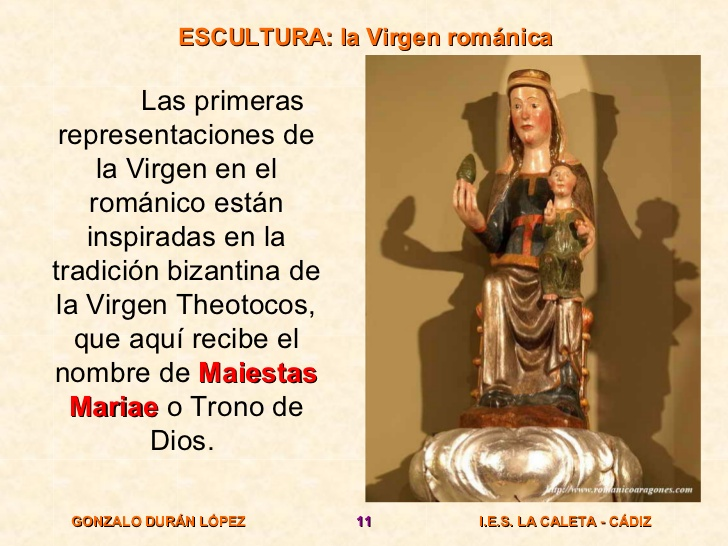 ESCULTURA: la Virgen románica
Las primeras
representaciones de
la Virgen en el
románico están
inspiradas en la
tradición bizantina de
la Virgen Theotocos,
que aquí recibe el
nombre de Maiestas
Mariae o Trono de
Dios.
http://www.romanicoaragones.com
GONZALO DURÁN LÓPEZ 11 I.E.S. LA CALETA - CÁDIZ